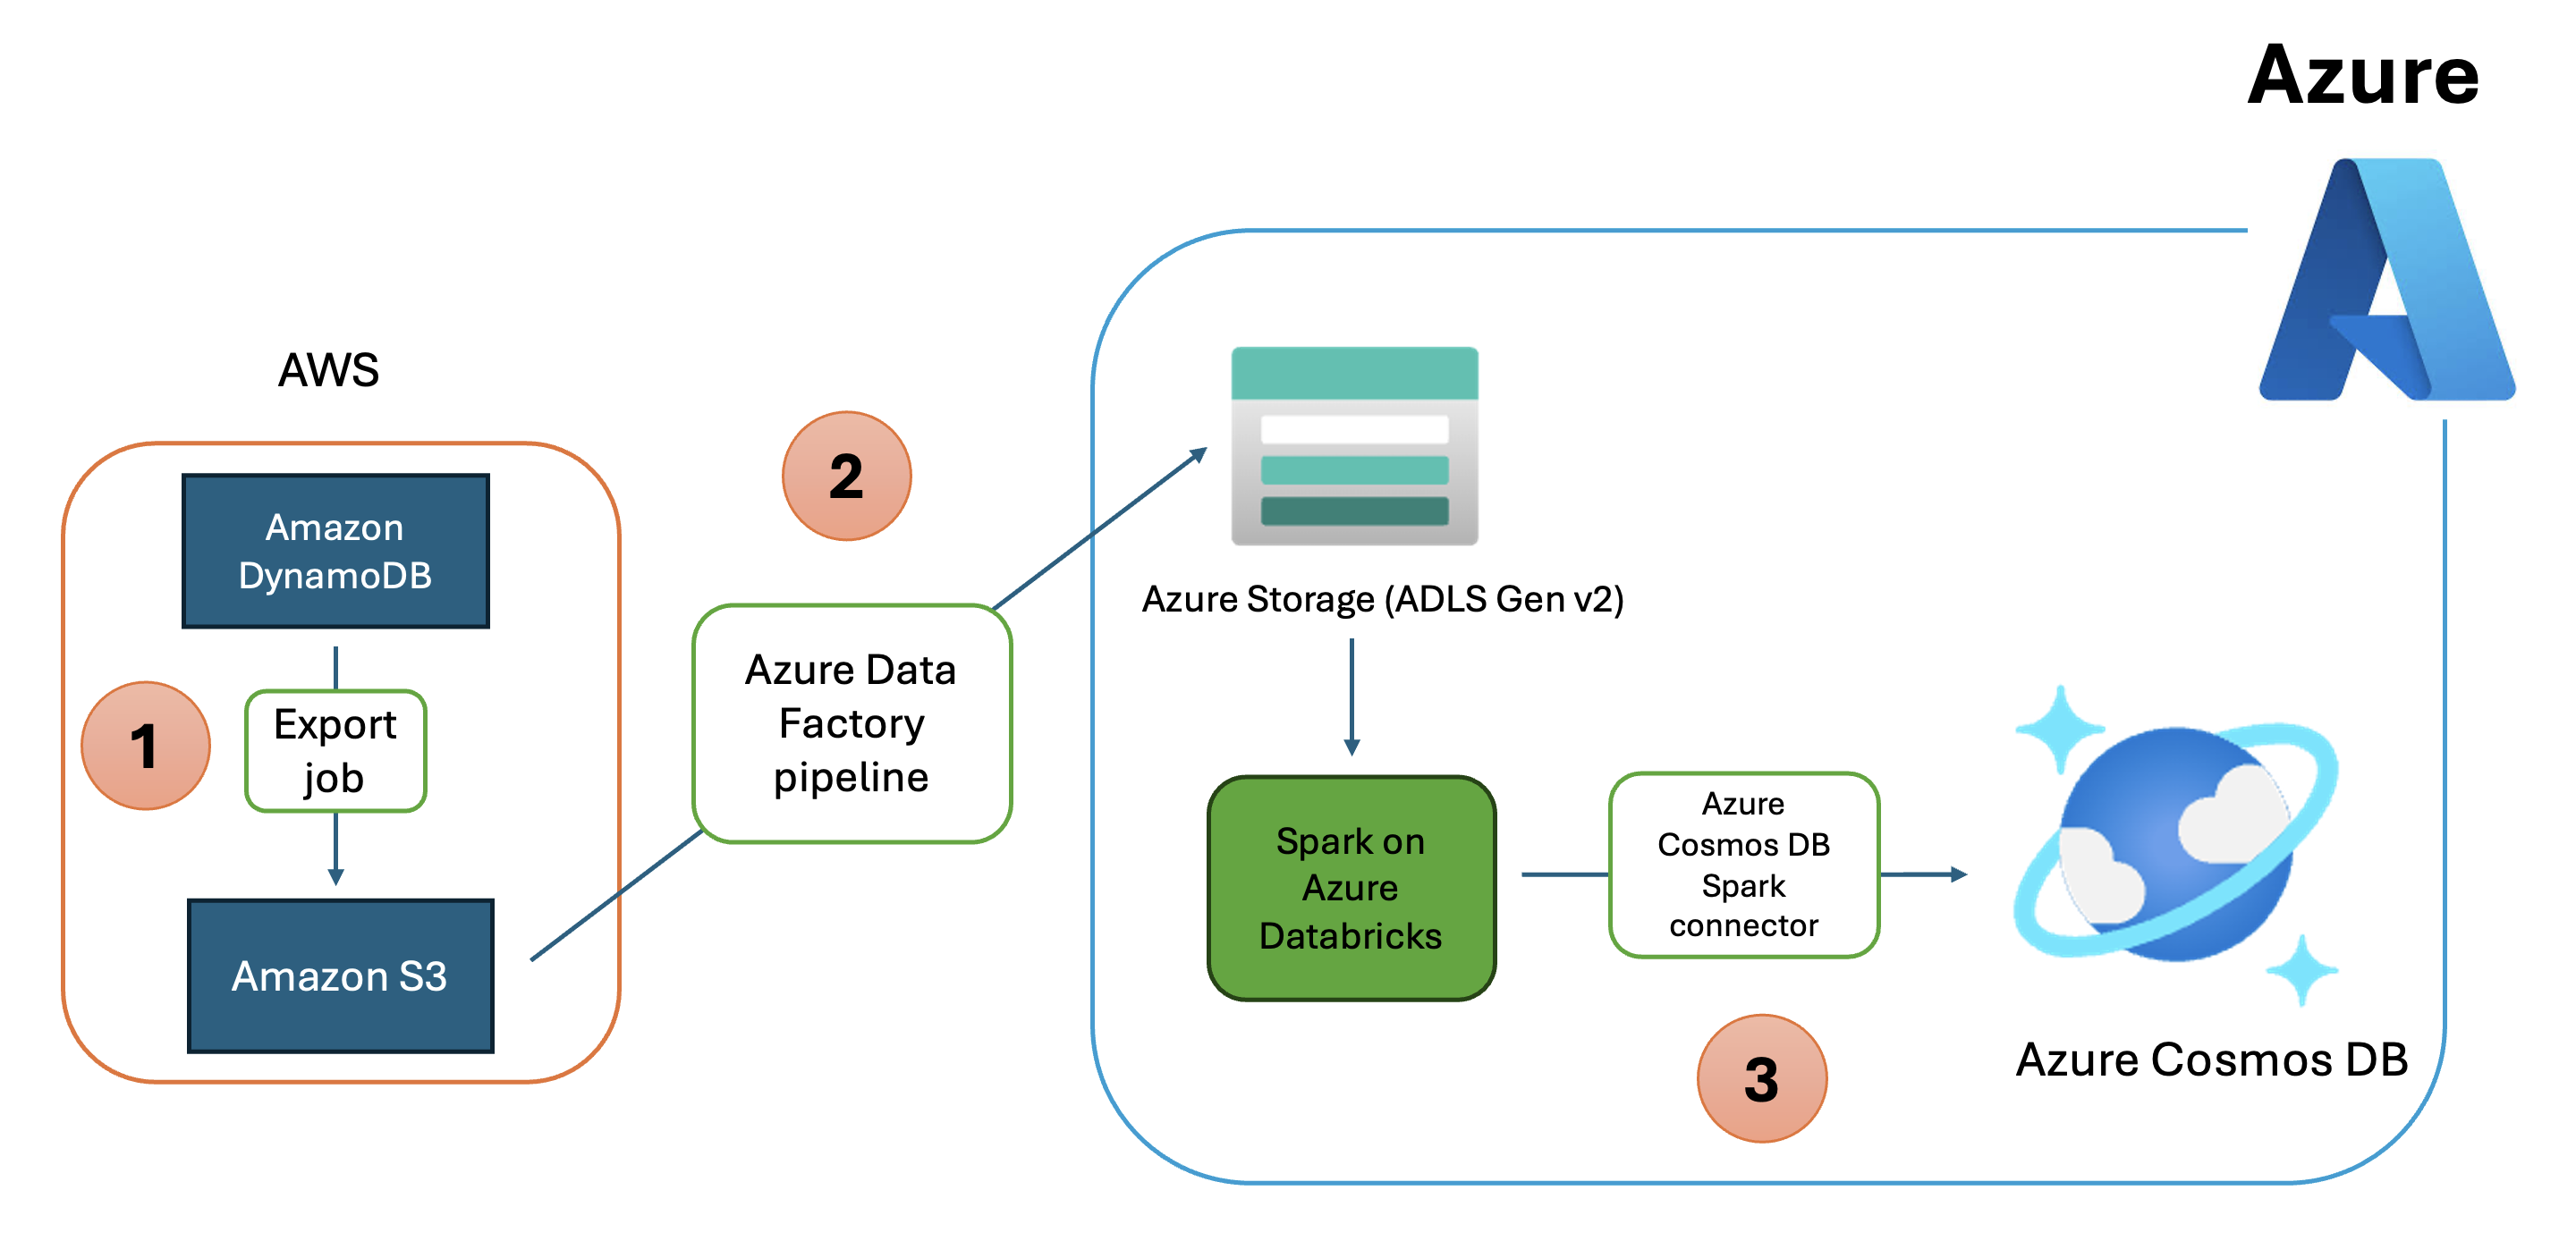 Azure
AWS
Amazon
DynamoDB
1
Export
job
Amazon S3
2
Azure Data
Factory
pipeline
Azure Storage (ADLS Gen v2)
Spark on
Azure
Databricks
Azure
Cosmos DB
Spark
connector
3
Azure Cosmos DB